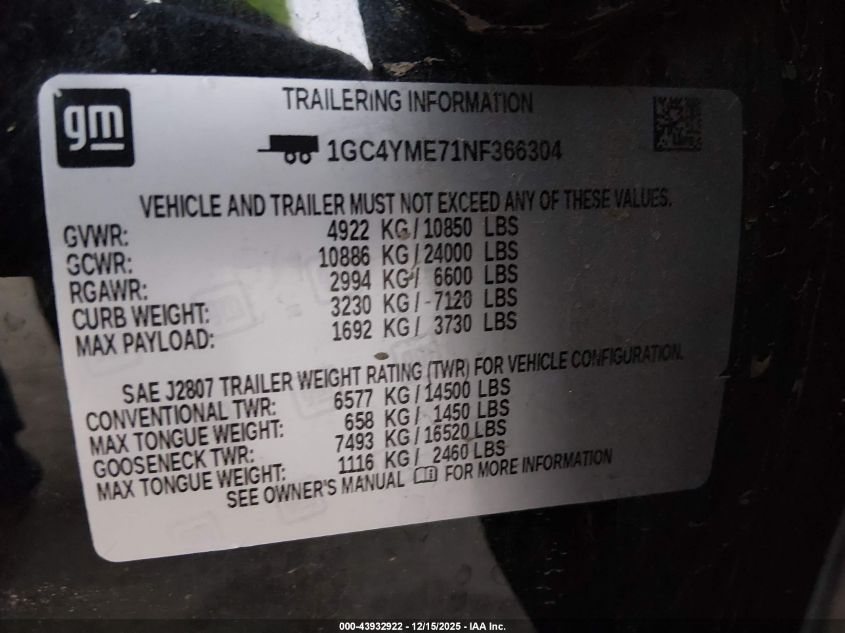 gm
TRAILERING INFORMATION
1GC4YME71NF366304
VEHICLE AND TRAILER MUST NOT EXCEED ANY OF THESE VALUES.
GVWR: 4922 KG / 10850 LBS
GCWR: 10886 KG / 24000 LBS
RGAWR: 2994 KG / 6600 LBS
CURB WEIGHT: 3230 KG / 7120 LBS
MAX PAYLOAD: 1692 KG / 3730 LBS
SAE J2807 TRAILER WEIGHT RATING (TWR) FOR VEHICLE CONFIGURATION.
CONVENTIONAL TWR: 6577 KG / 14500 LBS
MAX TONGUE WEIGHT: 658 KG / 1450 LBS
GOOSENECK TWR: 7493 KG / 16520 LBS
MAX TONGUE WEIGHT: 1116 KG / 2460 LBS
SEE OWNER'S MANUAL FOR MORE INFORMATION
000-43932922 - 12/15/2025 - IAA Inc.